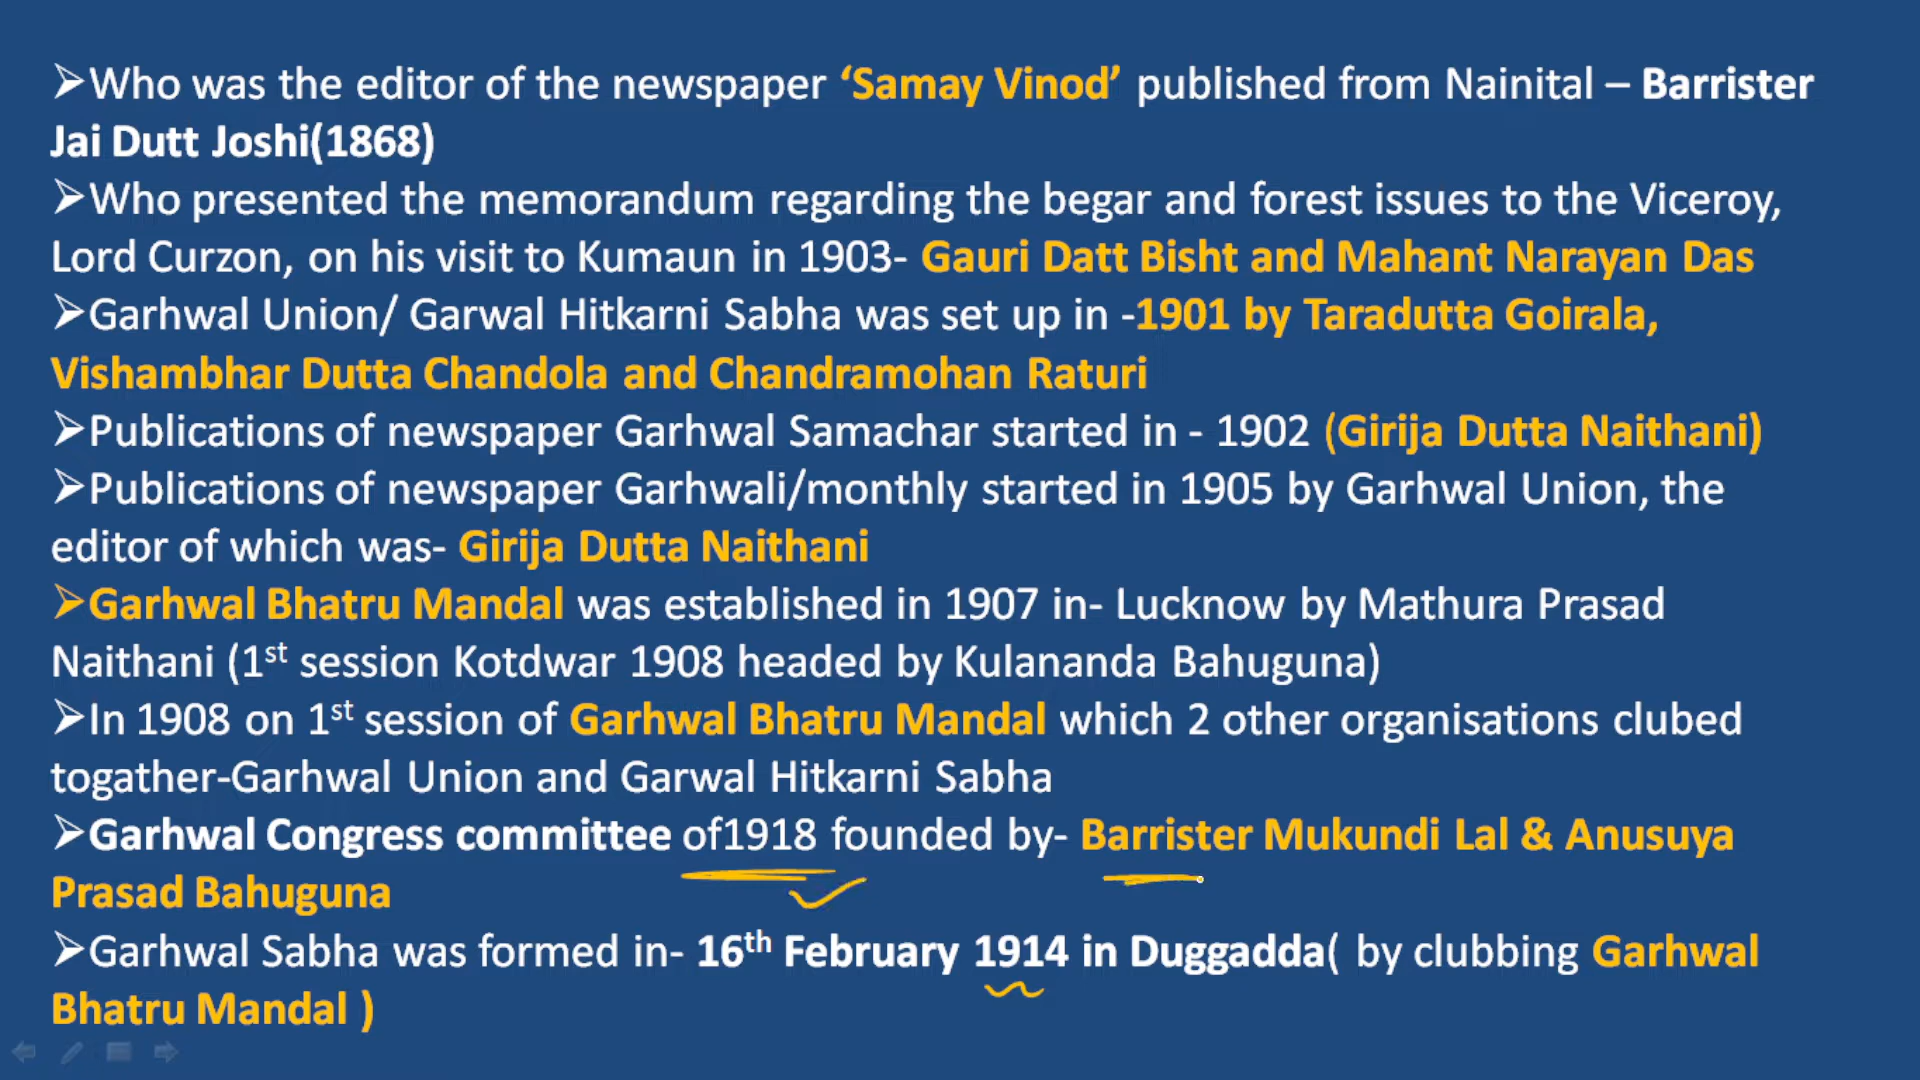 ➢Who was the editor of the newspaper ‘Samay Vinod’ published from Nainital – Barrister
Jai Dutt Joshi(1868)
➢Who presented the memorandum regarding the begar and forest issues to the Viceroy,
Lord Curzon, on his visit to Kumaun in 1903- Gauri Datt Bisht and Mahant Narayan Das
➢Garhwal Union/ Garwal Hitkarni Sabha was set up in -1901 by Taradutta Goirala,
Vishambhar Dutta Chandola and Chandramohan Raturi
➢Publications of newspaper Garhwal Samachar started in - 1902 (Girija Dutta Naithani)
➢Publications of newspaper Garhwali/monthly started in 1905 by Garhwal Union, the
editor of which was- Girija Dutta Naithani
➢Garhwal Bhatru Mandal was established in 1907 in- Lucknow by Mathura Prasad
Naithani (1st session Kotdwar 1908 headed by Kulananda Bahuguna)
➢In 1908 on 1st session of Garhwal Bhatru Mandal which 2 other organisations clubed
togather-Garhwal Union and Garwal Hitkarni Sabha
➢Garhwal Congress committee of1918 founded by- Barrister Mukundi Lal & Anusuya
Prasad Bahuguna
➢Garhwal Sabha was formed in- 16th February 1914 in Duggadda( by clubbing Garhwal
Bhatru Mandal )